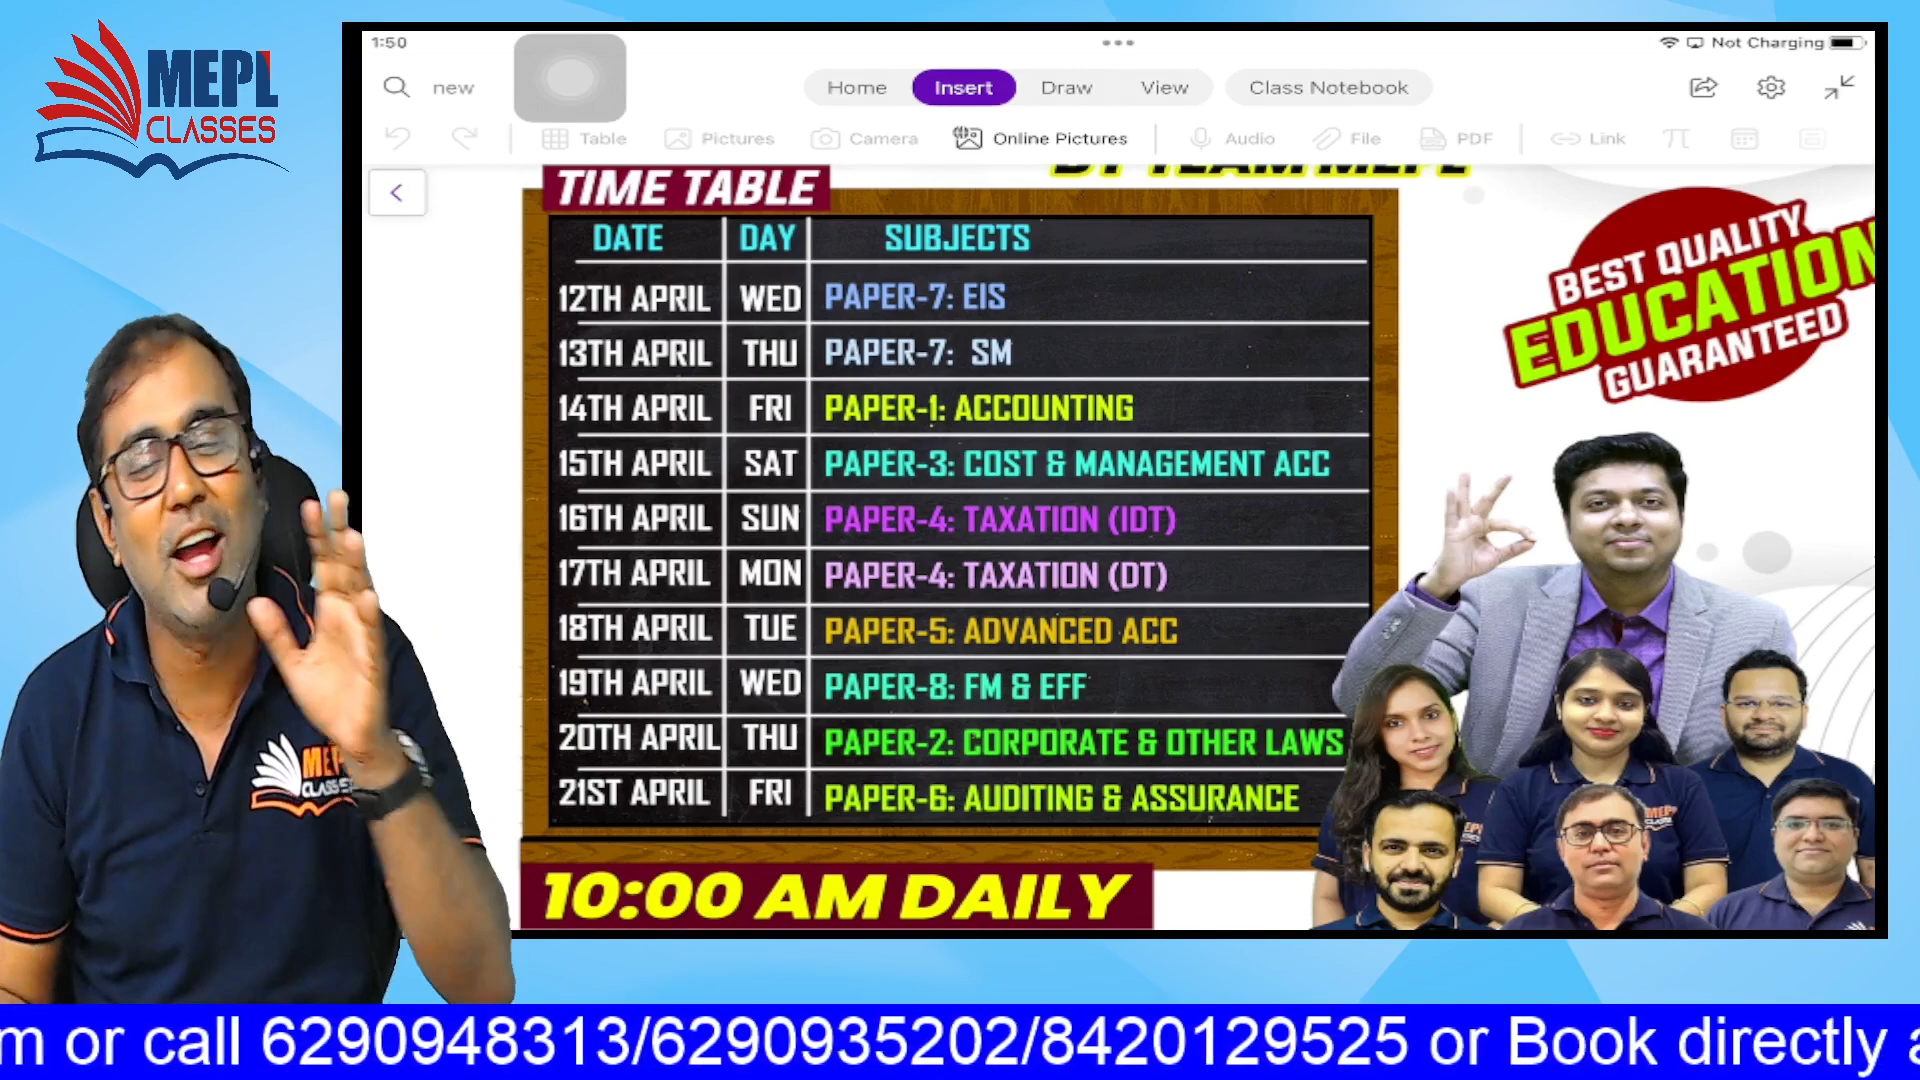 MEPL
CLASSES
1:50
Not Charging
new
Home
Insert
Draw
View
Class Notebook
Table
Pictures
Camera
Online Pictures
Audio
File
PDF
Link
BY TEAM MEPL
TIME TABLE
DATE DAY SUBJECTS
12TH APRIL WED PAPER-7: EIS
13TH APRIL THU PAPER-7: SM
14TH APRIL FRI PAPER-1: ACCOUNTING
15TH APRIL SAT PAPER-3: COST & MANAGEMENT ACC
16TH APRIL SUN PAPER-4: TAXATION (IDT)
17TH APRIL MON PAPER-4: TAXATION (DT)
18TH APRIL TUE PAPER-5: ADVANCED ACC
19TH APRIL WED PAPER-8: FM & EFF
20TH APRIL THU PAPER-2: CORPORATE & OTHER LAWS
21ST APRIL FRI PAPER-6: AUDITING & ASSURANCE
10:00 AM DAILY
BEST QUALITY
EDUCATION
GUARANTEED
m or call 6290948313/6290935202/8420129525 or Book directly a